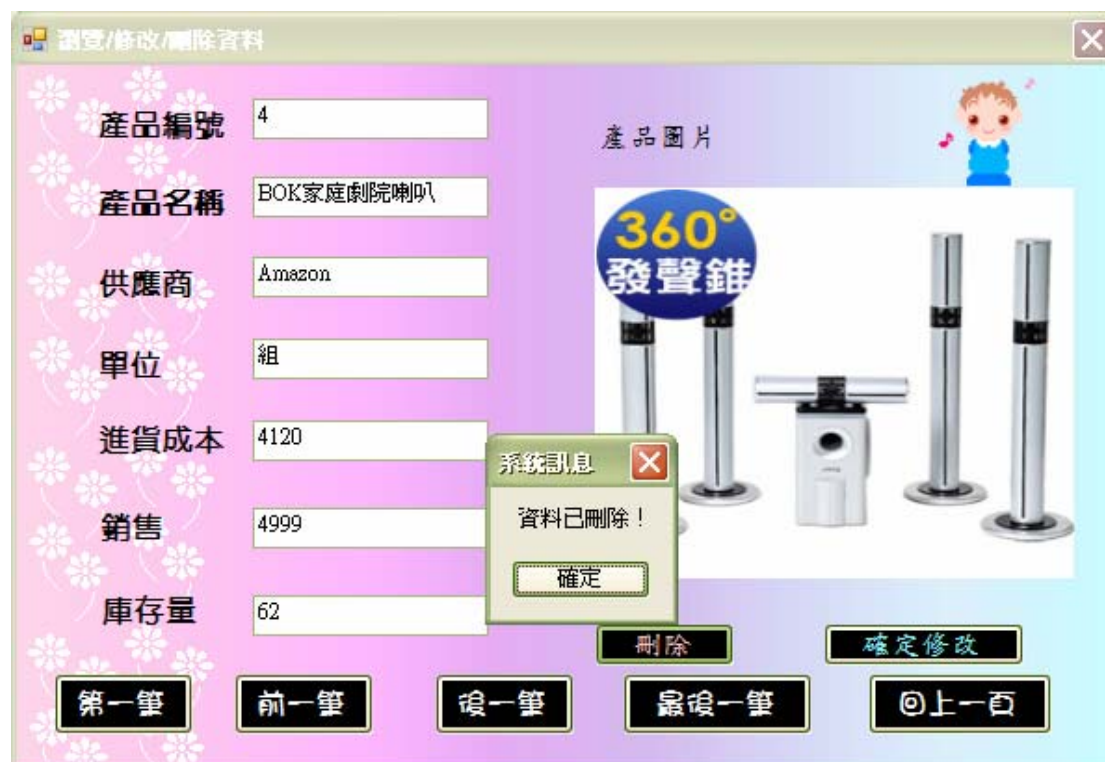 瀏覽/修改/刪除資料
產品編號
4
產品圖片
產品名稱
BOK家庭劇院喇叭
360°
發聲錐
供應商
Amazon
單位
組
進貨成本
4120
系統訊息
資料已刪除！
確定
銷售
4999
庫存量
62
刪除
確定修改
第一筆
前一筆
後一筆
最後一筆
回上一頁